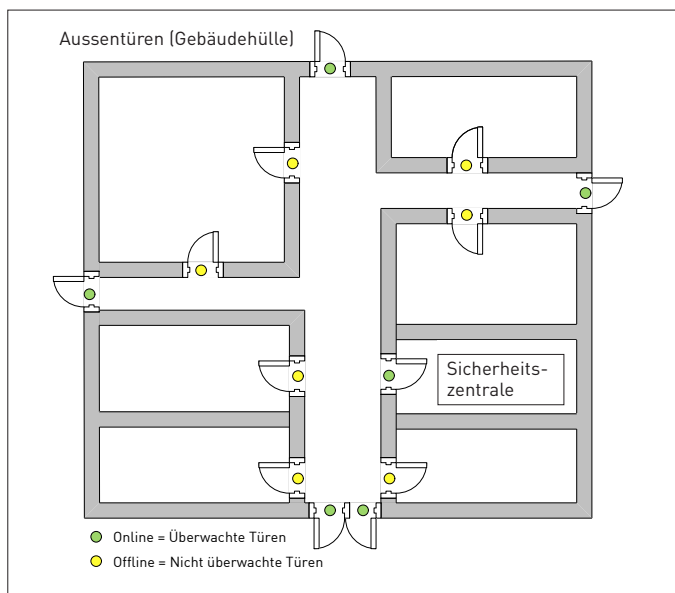 Aussentüren (Gebäudehülle)
Sicherheits-
zentrale
Online = Überwachte Türen
Offline = Nicht überwachte Türen